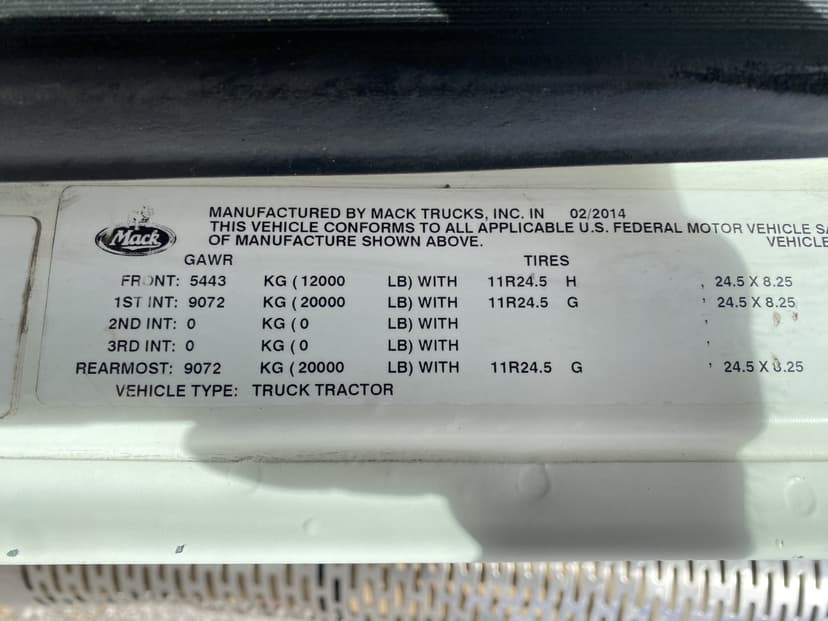 MANUFACTURED BY MACK TRUCKS, INC. IN 02/2014
THIS VEHICLE CONFORMS TO ALL APPLICABLE U.S. FEDERAL MOTOR VEHICLE
OF MANUFACTURE SHOWN ABOVE. VEHICLE
Mack
GAWR TIRES
FRONT: 5443 KG ( 12000 LB) WITH 11R24.5 H , 24.5 X 8.25
1ST INT: 9072 KG ( 20000 LB) WITH 11R24.5 G , 24.5 X 8.25
2ND INT: 0 KG ( 0 LB) WITH ,
3RD INT: 0 KG ( 0 LB) WITH ,
REARMOST: 9072 KG ( 20000 LB) WITH 11R24.5 G , 24.5 X 8.25
VEHICLE TYPE: TRUCK TRACTOR